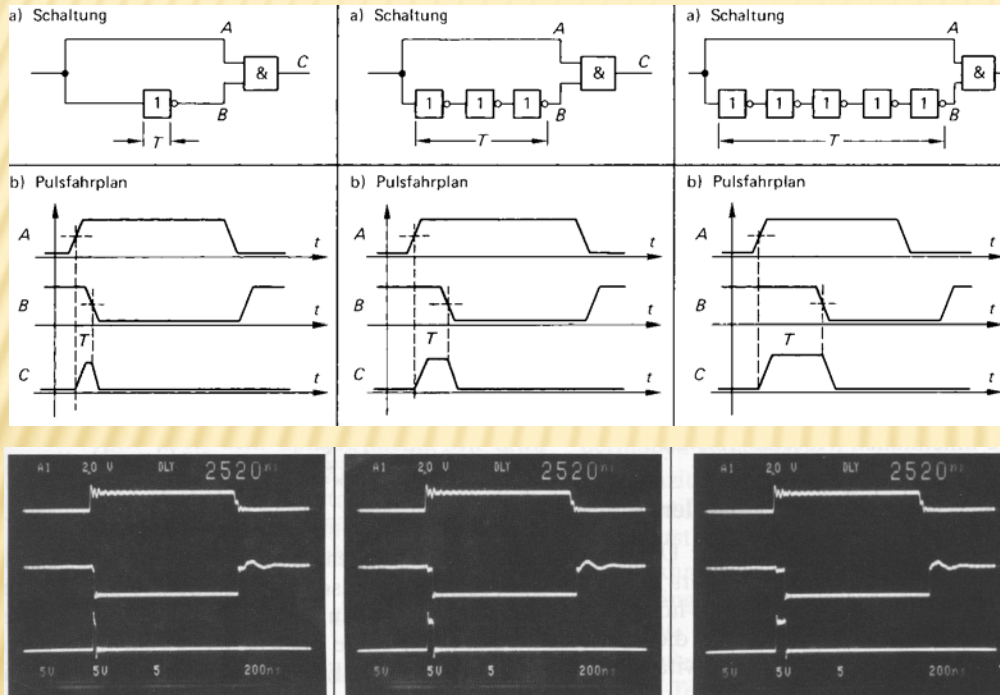 a) Schaltung
A
1
&
C
B
T
b) Pulsfahrplan
A
t
B
t
T
C
t
a) Schaltung
A
1 1 1
&
C
B
T
b) Pulsfahrplan
A
t
B
t
T
C
t
a) Schaltung
A
1 1 1 1 1
&
B
T
b) Pulsfahrplan
A
t
B
t
T
C
t
A1 2.0 V DLY 2520
5V 5V 5 200ns
A1 2.0 V DLY 2520
5V 5V 5 200ns
A1 2.0 V DLY 2520
5V 5V 5 200ns